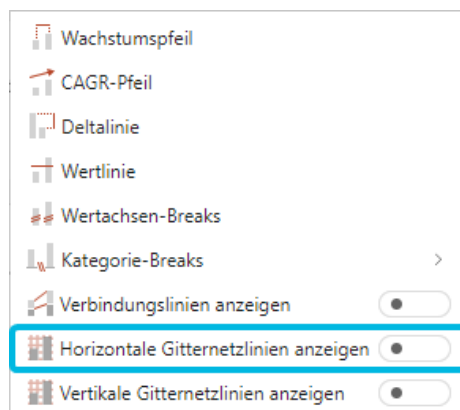 Wachstumspfeil
CAGR-Pfeil
Deltalinie
Wertlinie
Wertachsen-Breaks
Kategorie-Breaks
Verbindungslinien anzeigen
Horizontale Gitternetzlinien anzeigen
Vertikale Gitternetzlinien anzeigen